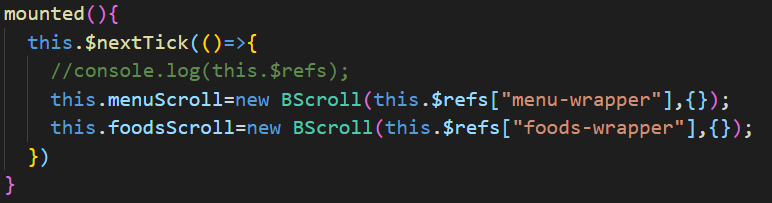 mounted(){
this.$nextTick(()=>{
//console.log(this.$refs);
this.menuScroll=new BScroll(this.$refs["menu-wrapper"],{});
this.foodsScroll=new BScroll(this.$refs["foods-wrapper"],{});
})
}